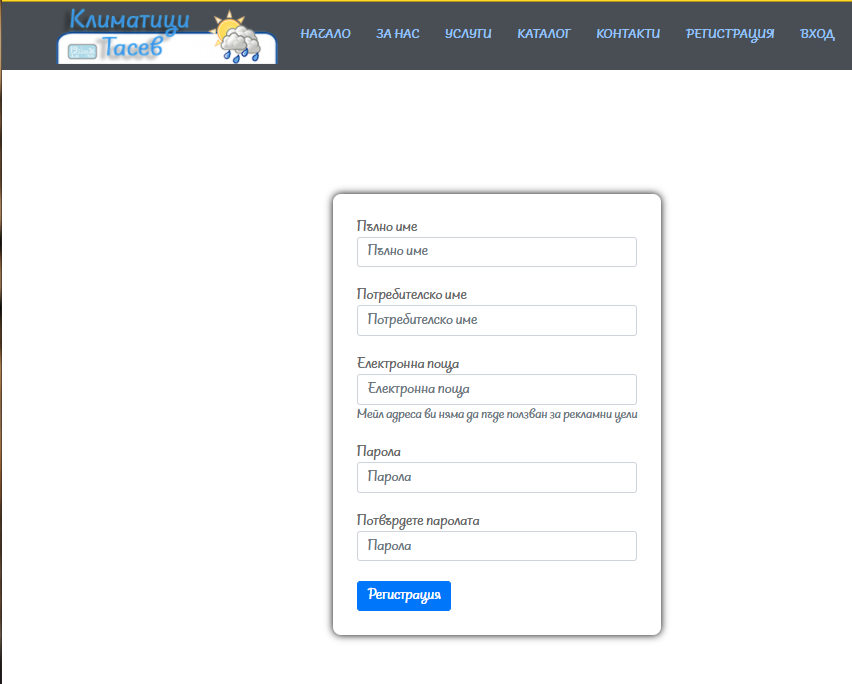 Климатици
Тасев
НАЧАЛО ЗА НАС УСЛУГИ КАТАЛОГ КОНТАКТИ РЕГИСТРАЦИЯ ВХОД
Пълно име
Пълно име
Потребителско име
Потребителско име
Електронна поща
Електронна поща
Мейл адреса ви няма да пъде ползван за рекламни цели
Парола
Парола
Потвърдете паролата
Парола
Регистрация